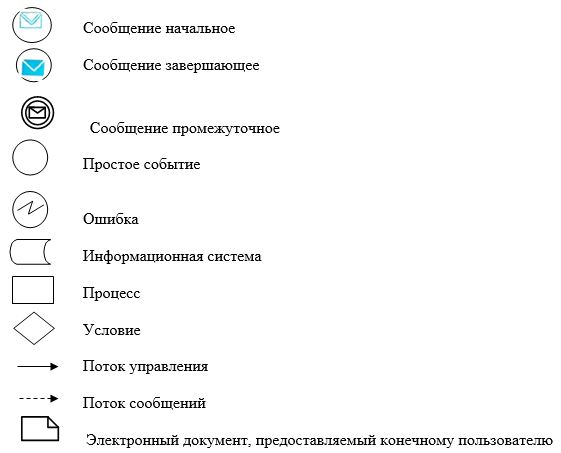 Сообщение начальное
Сообщение завершающее
Сообщение промежуточное
Простое событие
Ошибка
Информационная система
Процесс
Условие
Поток управления
Поток сообщений
Электронный документ, предоставляемый конечному пользователю